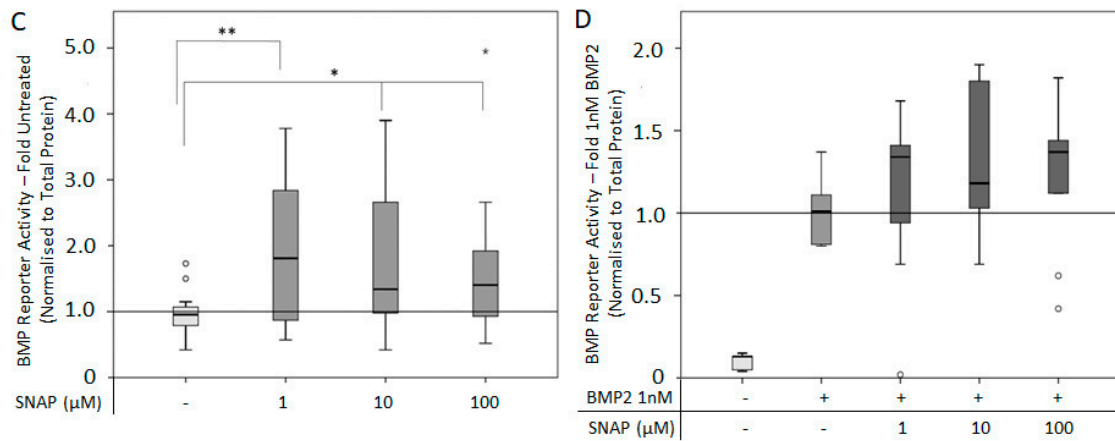 C
BMP Reporter Activity – Fold Untreated
(Normalised to Total Protein)
5.0
4.0
3.0
2.0
1.0
0
**
*
*
SNAP (µM)
- 1 10 100
D
BMP Reporter Activity – Fold 1nM BMP2
(Normalised to Total Protein)
2.0
1.5
1.0
0.5
0
BMP2 1nM - + + + +
SNAP (µM) - - 1 10 100